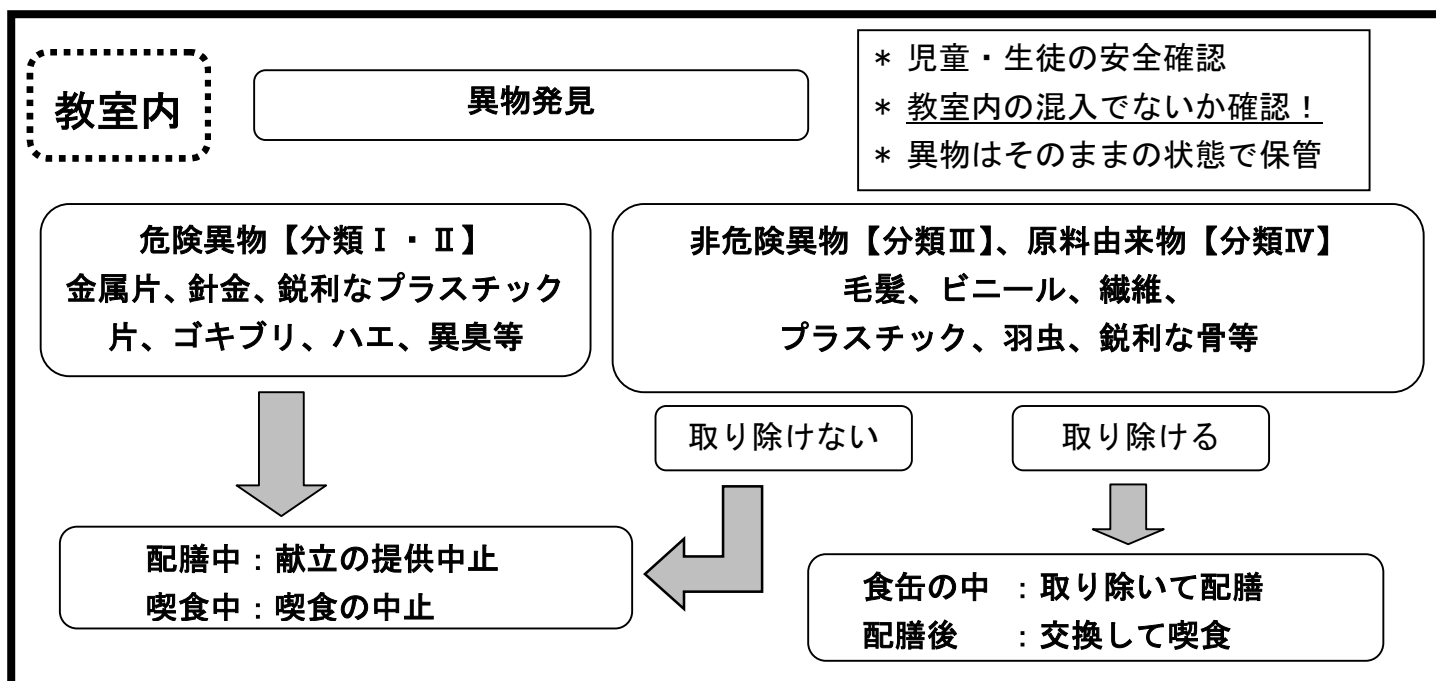 教室内
異物発見
* 児童・生徒の安全確認
* 教室内の混入でないか確認!
* 異物はそのままの状態で保管
危険異物【分類Ⅰ・Ⅱ】
金属片、針金、鋭利なプラスチック
片、ゴキブリ、ハエ、異臭等
非危険異物【分類Ⅲ】、原料由来物【分類Ⅳ】
毛髪、ビニール、繊維、
プラスチック、羽虫、鋭利な骨等
取り除けない
取り除ける
配膳中:献立の提供中止
喫食中:喫食の中止
食缶の中 :取り除いて配膳
配膳後 :交換して喫食